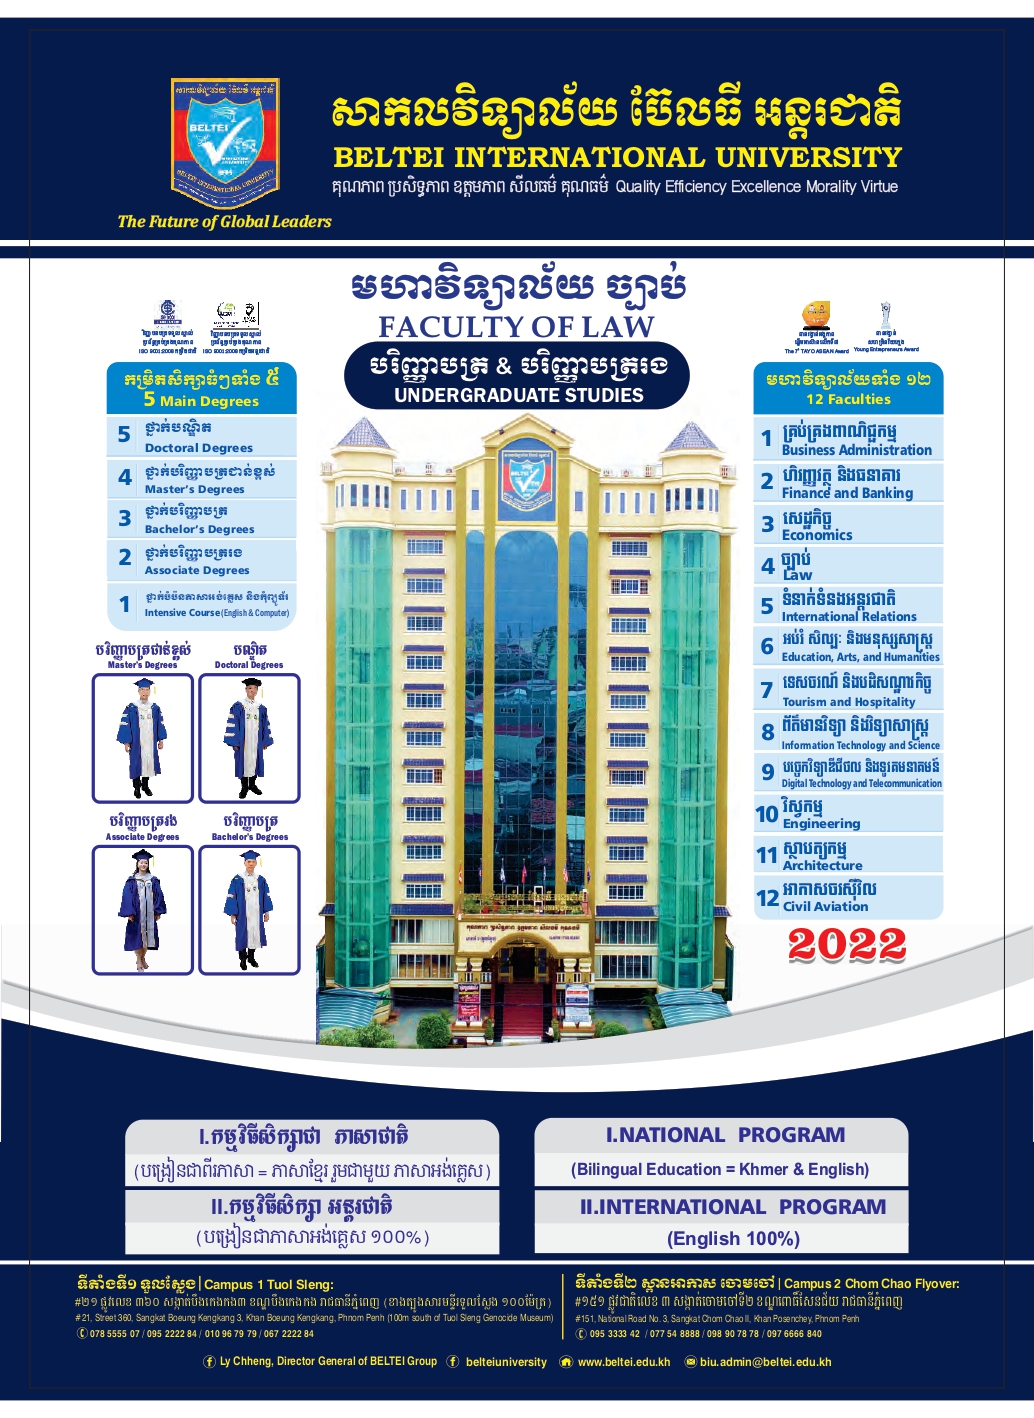 សាកលវិទ្យាល័យ ប៊ែលធី អន្តរជាតិ
BELTEI INTERNATIONAL UNIVERSITY
គុណភាព ប្រសិទ្ធភាព ឧត្តមភាព សីលធម៌ គុណធម៌ Quality Efficiency Excellence Morality Virtue
BELTEI
The Future of Global Leaders
មហាវិទ្យាល័យ ច្បាប់
FACULTY OF LAW
បរិញ្ញាបត្រ & បរិញ្ញាបត្ររង
UNDERGRADUATE STUDIES
ISO 9001:2008
ISO 9001:2008
The 7th TAYO ASEAN Award
Young Entrepreneurs Award
កម្រិតសិក្សាធំៗទាំង ៥
5 Main Degrees
5 ថ្នាក់បណ្ឌិត
Doctoral Degrees
4 ថ្នាក់បរិញ្ញាបត្រជាន់ខ្ពស់
Master's Degrees
3 ថ្នាក់បរិញ្ញាបត្រ
Bachelor's Degrees
2 ថ្នាក់បរិញ្ញាបត្ររង
Associate Degrees
1 ថ្នាក់បំប៉នភាសាអង់គ្លេស និងកុំព្យូទ័រ
Intensive Course (English & Computer)
បរិញ្ញាបត្រជាន់ខ្ពស់
Master's Degrees
បណ្ឌិត
Doctoral Degrees
បរិញ្ញាបត្ររង
Associate Degrees
បរិញ្ញាបត្រ
Bachelor's Degrees
មហាវិទ្យាល័យទាំង ១២
12 Faculties
1 គ្រប់គ្រងពាណិជ្ជកម្ម
Business Administration
2 ហិរញ្ញវត្ថុ និងធនាគារ
Finance and Banking
3 សេដ្ឋកិច្ច
Economics
4 ច្បាប់
Law
5 ទំនាក់ទំនងអន្តរជាតិ
International Relations
6 អប់រំ សិល្បៈ និងមនុស្សសាស្ត្រ
Education, Arts, and Humanities
7 ទេសចរណ៍ និងបដិសណ្ឋារកិច្ច
Tourism and Hospitality
8 ព័ត៌មានវិទ្យា និងវិទ្យាសាស្ត្រ
Information Technology and Science
9 បច្ចេកវិទ្យាឌីជីថល និងទូរគមនាគមន៍
Digital Technology and Telecommunication
10 វិស្វកម្ម
Engineering
11 ស្ថាបត្យកម្ម
Architecture
12 អាកាសចរស៊ីវិល
Civil Aviation
2022
I.កម្មវិធីសិក្សាជា ភាសាជាតិ
(បង្រៀនជាពីរភាសា = ភាសាខ្មែរ រួមជាមួយ ភាសាអង់គ្លេស)
II.កម្មវិធីសិក្សា អន្តរជាតិ
(បង្រៀនជាភាសាអង់គ្លេស ១០០%)
I.NATIONAL PROGRAM
(Bilingual Education = Khmer & English)
II.INTERNATIONAL PROGRAM
(English 100%)
ទីតាំងទី១ ទួលស្លែង | Campus 1 Tuol Sleng:
#២១ ផ្លូវលេខ ៣៦០ សង្កាត់បឹងកេងកង៣ ខណ្ឌបឹងកេងកង រាជធានីភ្នំពេញ (ខាងត្បូងសារមន្ទីរទួលស្លែង ១០០ម៉ែត្រ)
#21, Street 360, Sangkat Boeung Kengkang 3, Khan Boeung Kengkang, Phnom Penh (100m south of Tuol Sleng Genocide Museum)
078 5555 07 / 095 2222 84 / 010 96 79 79 / 067 2222 84
ទីតាំងទី២ ស្ពានអាកាស ចោមចៅ | Campus 2 Chom Chao Flyover:
#១៥១ ផ្លូវជាតិលេខ ៣ សង្កាត់ចោមចៅទី២ ខណ្ឌពោធិ៍សែនជ័យ រាជធានីភ្នំពេញ
#151, National Road No. 3, Sangkat Chom Chao II, Khan Posenchey, Phnom Penh
095 3333 42 / 077 54 8888 / 098 90 78 78 / 097 6666 840
Ly Chheng, Director General of BELTEI Group belteiuniversity www.beltei.edu.kh biu.admin@beltei.edu.kh